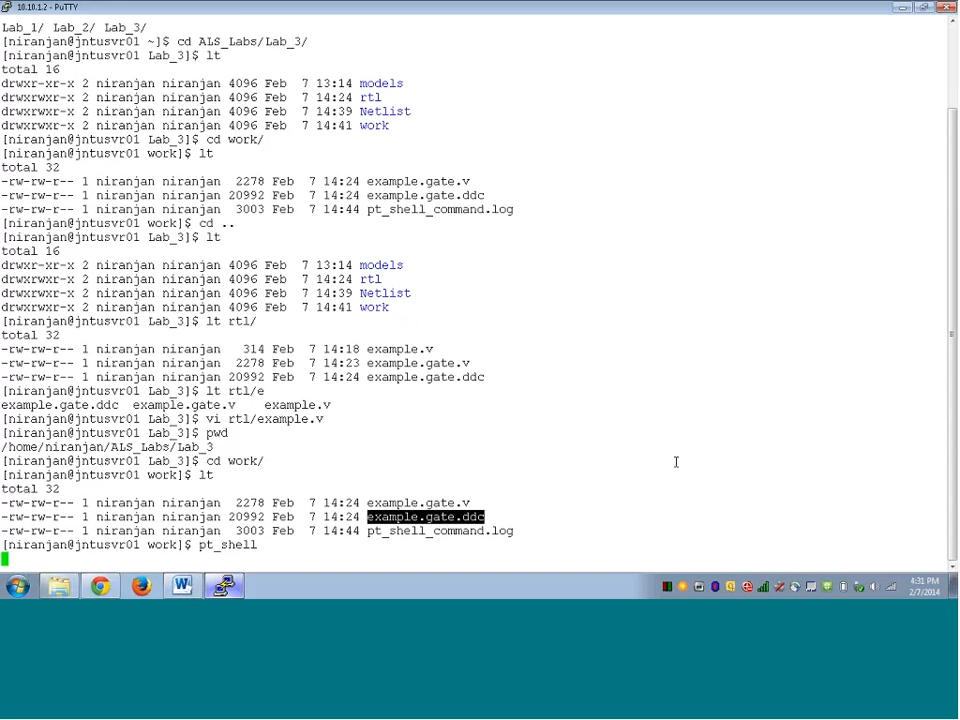 10.10.1.2 - PuTTY
Lab_1/ Lab_2/ Lab_3/
[niranjan@jntusvr01 ~]$ cd ALS_Labs/Lab_3/
[niranjan@jntusvr01 Lab_3]$ lt
total 16
drwxr-xr-x 2 niranjan niranjan 4096 Feb  7 13:14 models
drwxrwxr-x 2 niranjan niranjan 4096 Feb  7 14:24 rtl
drwxrwxr-x 2 niranjan niranjan 4096 Feb  7 14:39 Netlist
drwxrwxr-x 2 niranjan niranjan 4096 Feb  7 14:41 work
[niranjan@jntusvr01 Lab_3]$ cd work/
[niranjan@jntusvr01 work]$ lt
total 32
-rw-rw-r-- 1 niranjan niranjan  2278 Feb  7 14:24 example.gate.v
-rw-rw-r-- 1 niranjan niranjan 20992 Feb  7 14:24 example.gate.ddc
-rw-rw-r-- 1 niranjan niranjan  3003 Feb  7 14:44 pt_shell_command.log
[niranjan@jntusvr01 work]$ cd ..
[niranjan@jntusvr01 Lab_3]$ lt
total 16
drwxr-xr-x 2 niranjan niranjan 4096 Feb  7 13:14 models
drwxrwxr-x 2 niranjan niranjan 4096 Feb  7 14:24 rtl
drwxrwxr-x 2 niranjan niranjan 4096 Feb  7 14:39 Netlist
drwxrwxr-x 2 niranjan niranjan 4096 Feb  7 14:41 work
[niranjan@jntusvr01 Lab_3]$ lt rtl/
total 32
-rw-rw-r-- 1 niranjan niranjan   314 Feb  7 14:18 example.v
-rw-rw-r-- 1 niranjan niranjan  2278 Feb  7 14:23 example.gate.v
-rw-rw-r-- 1 niranjan niranjan 20992 Feb  7 14:24 example.gate.ddc
[niranjan@jntusvr01 Lab_3]$ lt rtl/e
example.gate.ddc  example.gate.v    example.v
[niranjan@jntusvr01 Lab_3]$ vi rtl/example.v
[niranjan@jntusvr01 Lab_3]$ pwd
/home/niranjan/ALS_Labs/Lab_3
[niranjan@jntusvr01 Lab_3]$ cd work/
[niranjan@jntusvr01 work]$ lt
total 32
-rw-rw-r-- 1 niranjan niranjan  2278 Feb  7 14:24 example.gate.v
-rw-rw-r-- 1 niranjan niranjan 20992 Feb  7 14:24 example.gate.ddc
-rw-rw-r-- 1 niranjan niranjan  3003 Feb  7 14:44 pt_shell_command.log
[niranjan@jntusvr01 work]$ pt_shell
4:31 PM
2/7/2014